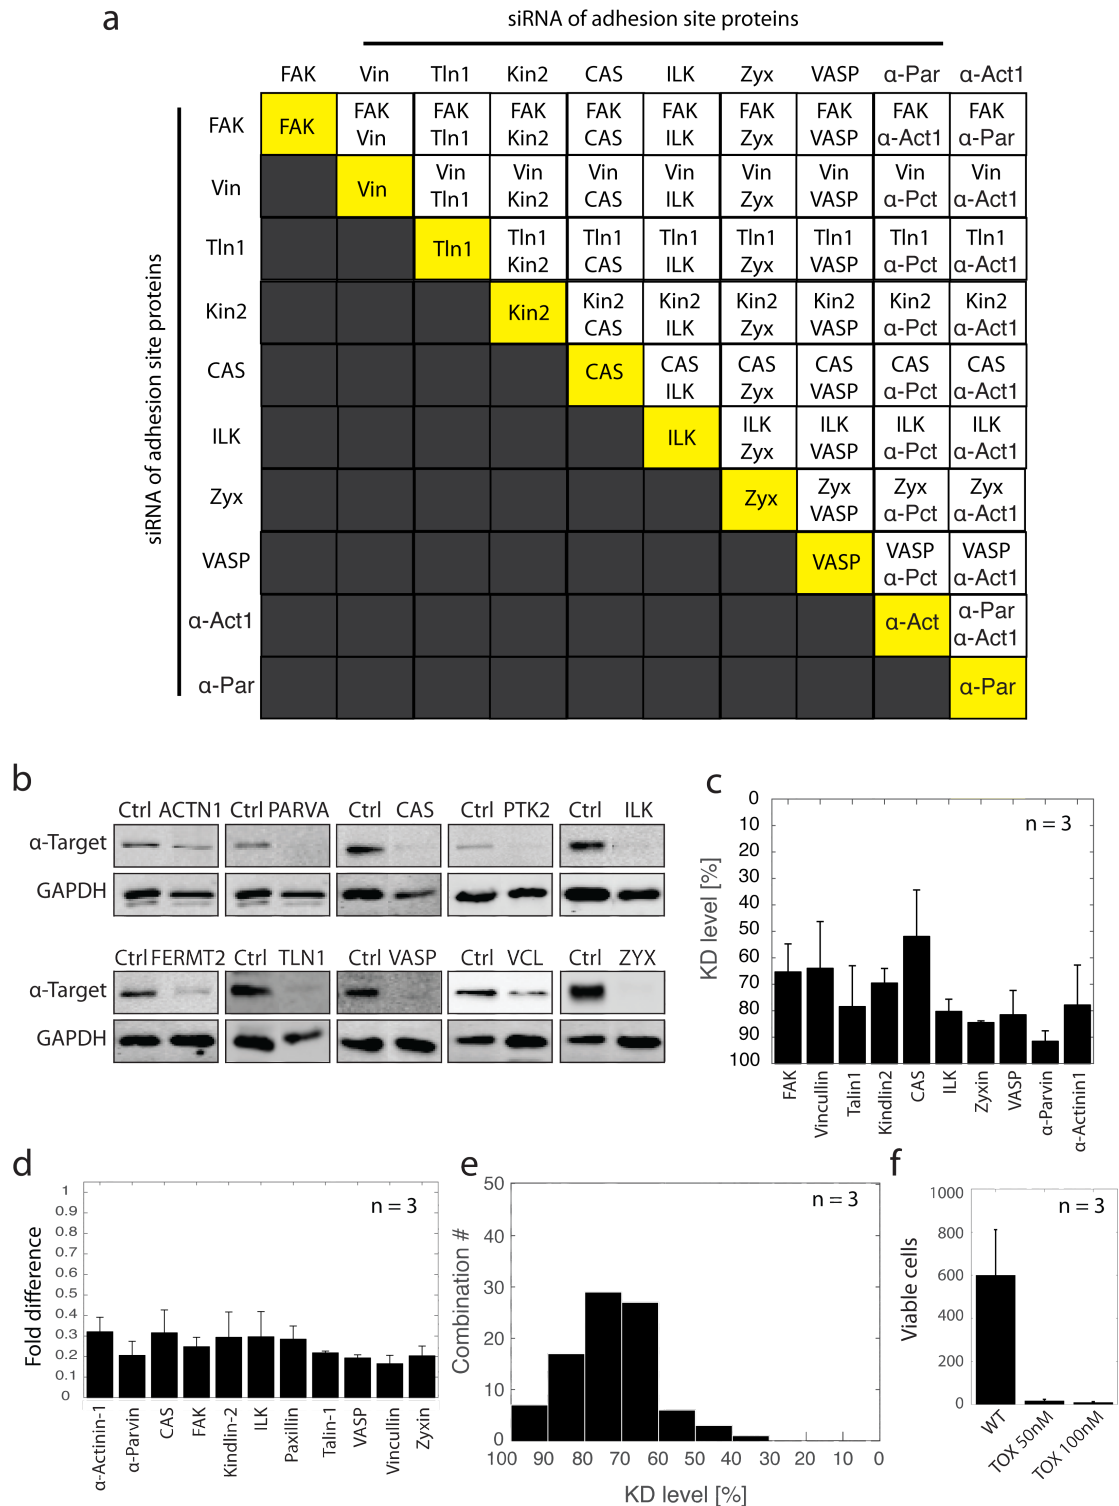 a
siRNA of adhesion site proteins
FAK Vin Tln1 Kin2 CAS ILK Zyx VASP α-Par α-Act1
siRNA of adhesion site proteins
FAK FAK FAK FAK FAK FAK FAK FAK FAK FAK FAK
Vin Tln1 Kin2 CAS ILK Zyx VASP α-Act1 α-Par
Vin Vin Vin Vin Vin Vin Vin Vin Vin Vin
Tln1 Kin2 CAS ILK Zyx VASP α-Pct α-Act1
Tln1 Tln1 Tln1 Tln1 Tln1 Tln1 Tln1 Tln1 Tln1
Kin2 CAS ILK Zyx VASP α-Pct α-Act1
Kin2 Kin2 Kin2 Kin2 Kin2 Kin2 Kin2 Kin2
CAS ILK Zyx VASP α-Pct α-Act1
CAS CAS CAS CAS CAS CAS CAS
ILK Zyx VASP α-Pct α-Act1
ILK ILK ILK ILK ILK ILK
Zyx VASP α-Pct α-Act1
Zyx Zyx Zyx Zyx Zyx
VASP α-Pct α-Act1
VASP VASP VASP VASP
α-Pct α-Act1
α-Act1 α-Act α-Par
α-Act1
α-Par α-Par
b
Ctrl ACTN1 Ctrl PARVA Ctrl CAS Ctrl PTK2 Ctrl ILK
α-Target
GAPDH
Ctrl FERMT2 Ctrl TLN1 Ctrl VASP Ctrl VCL Ctrl ZYX
α-Target
GAPDH
c
n = 3
KD level [%]
0
10
20
30
40
50
60
70
80
90
100
FAK
Vincullin
Talin1
Kindlin2
CAS
ILK
Zyxin
VASP
α-Parvin
α-Actinin1
d
n = 3
Fold difference
1
0.9
0.8
0.7
0.6
0.5
0.4
0.3
0.2
0.1
0
α-Actinin-1
α-Parvin
CAS
FAK
Kindlin-2
ILK
Paxillin
Talin-1
VASP
Vincullin
Zyxin
e
n = 3
Combination #
50
40
30
20
10
0
100 90 80 70 60 50 40 30 20 10 0
KD level [%]
f
n = 3
Viable cells
1000
800
600
400
200
0
WT
TOX 50nM
TOX 100nM